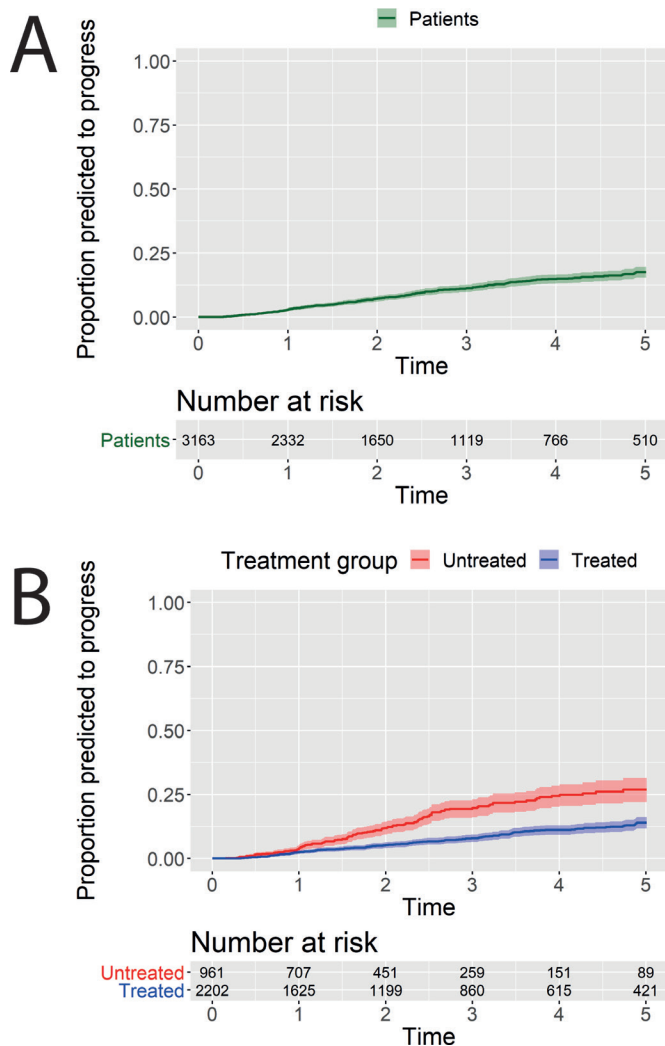 A
Patients
Proportion predicted to progress
1.00
0.75
0.50
0.25
0.00
0 1 2 3 4 5
Time
Number at risk
Patients 3163 2332 1650 1119 766 510
0 1 2 3 4 5
Time
B
Treatment group Untreated Treated
Proportion predicted to progress
1.00
0.75
0.50
0.25
0.00
0 1 2 3 4 5
Time
Number at risk
Untreated 961 707 451 259 151 89
Treated 2202 1625 1199 860 615 421
0 1 2 3 4 5
Time